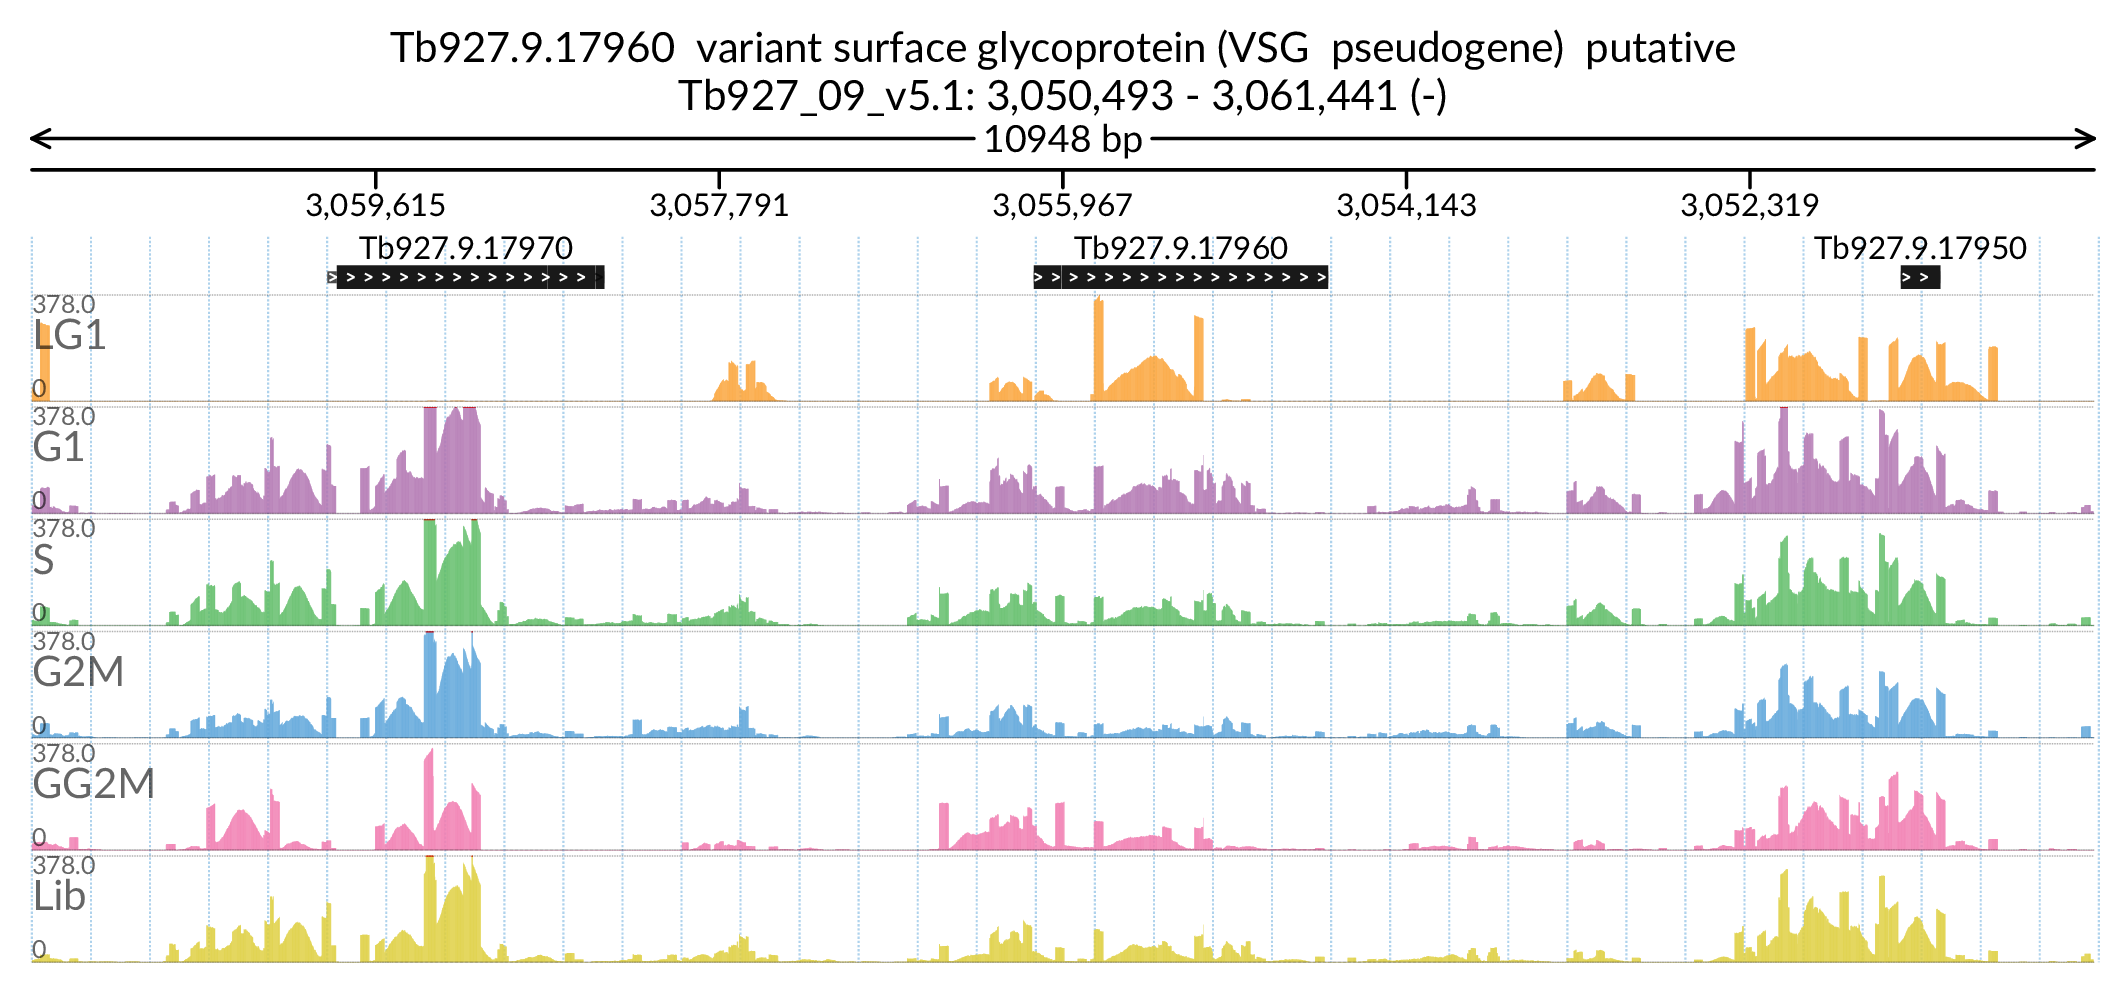 Tb927.9.17960 variant surface glycoprotein (VSG pseudogene) putative
Tb927_09_v5.1: 3,050,493 - 3,061,441 (-)
10948 bp
3,059,615 3,057,791 3,055,967 3,054,143 3,052,319
Tb927.9.17970 Tb927.9.17960 Tb927.9.17950
378.0
LG1
0
378.0
G1
0
378.0
S
0
378.0
G2M
0
378.0
GG2M
0
378.0
Lib
0